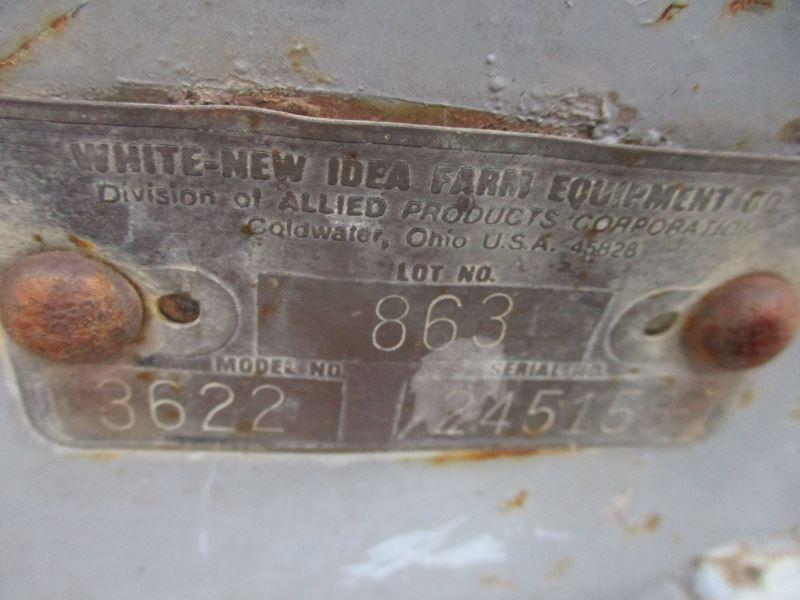 WHITE-NEW IDEA FARM EQUIPMENT CO.
Division of ALLIED PRODUCTS CORPORATION
Coldwater, Ohio U.S.A. 45828
LOT NO.
863
MODEL NO. SERIAL NO.
3622